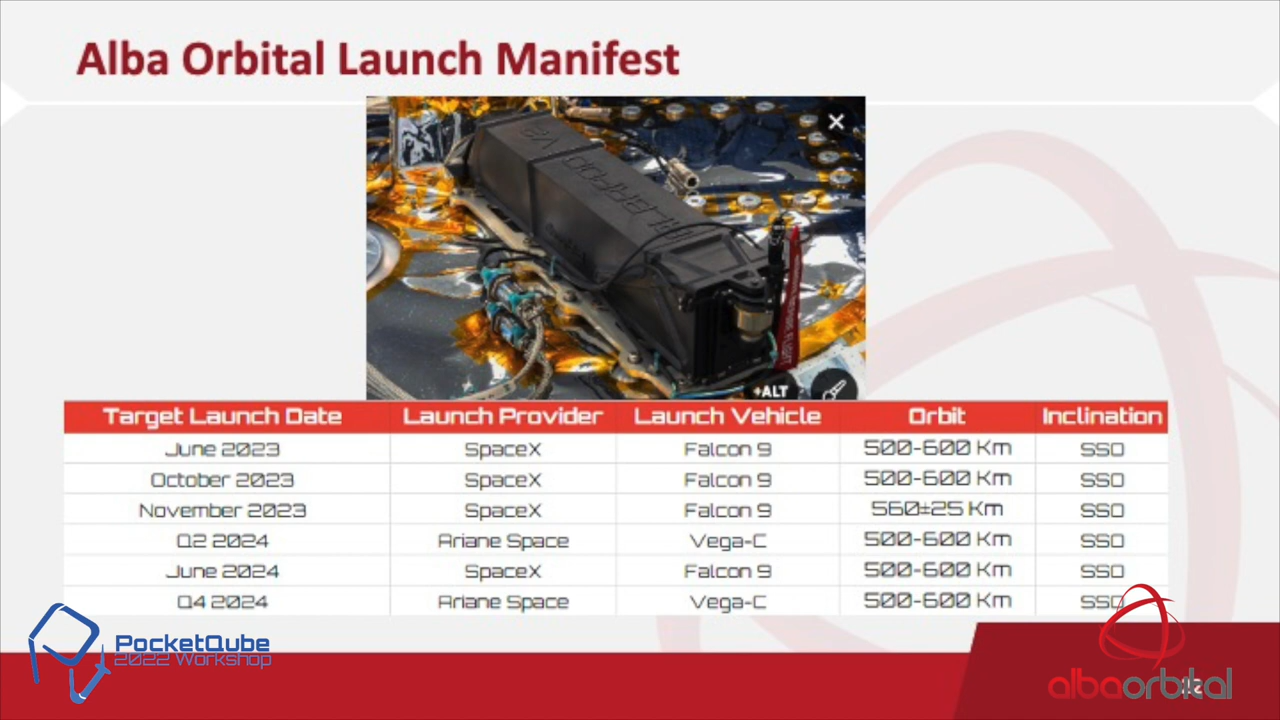 Alba Orbital Launch Manifest
ALBAPOD V2
+ALT
Target Launch Date Launch Provider Launch Vehicle Orbit Inclination
June 2023 SpaceX Falcon 9 500-600 Km SSO
October 2023 SpaceX Falcon 9 500-600 Km SSO
November 2023 SpaceX Falcon 9 560±25 Km SSO
Q2 2024 Ariane Space Vega-C 500-600 Km SSO
June 2024 SpaceX Falcon 9 500-600 Km SSO
Q4 2024 Ariane Space Vega-C 500-600 Km SSO
PocketQube
2022 Workshop
albaorbital